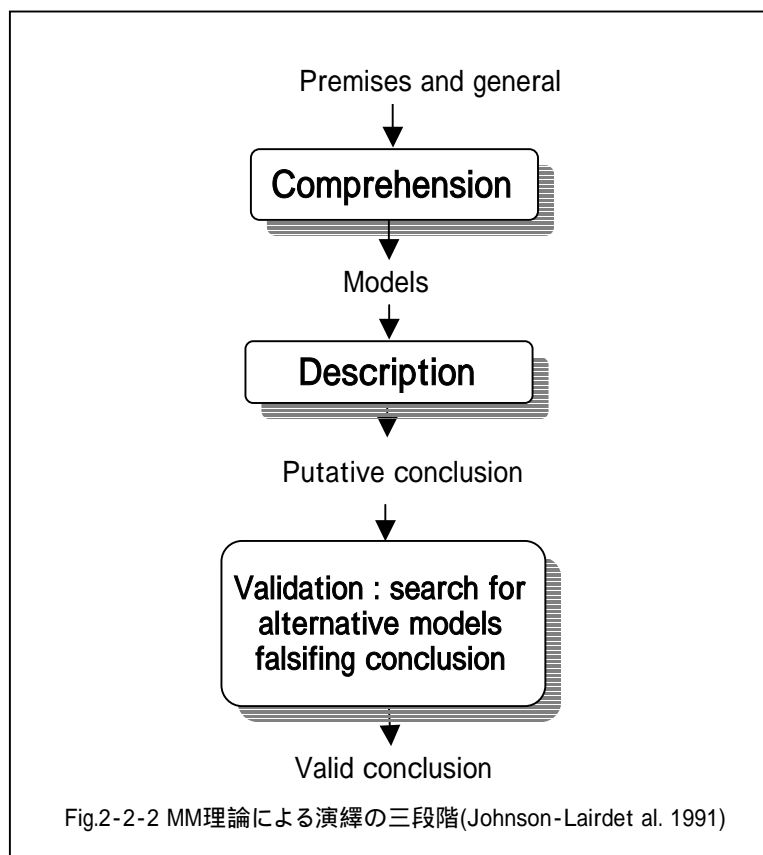 Premises and general
Comprehension
Models
Description
Putative conclusion
Validation : search for
alternative models
falsifing conclusion
Valid conclusion
Fig.2-2-2 MM理論による演繹の三段階(Johnson-Lairdet al. 1991)